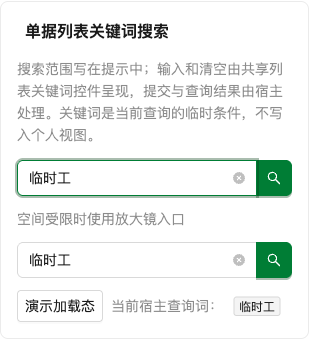 单据列表关键词搜索
搜索范围写在提示中；输入和清空由共享列
表关键词控件呈现，提交与查询结果由宿主
处理。关键词是当前查询的临时条件，不写
入个人视图。
临时工
空间受限时使用放大镜入口
临时工
演示加载态 当前宿主查询词： 临时工